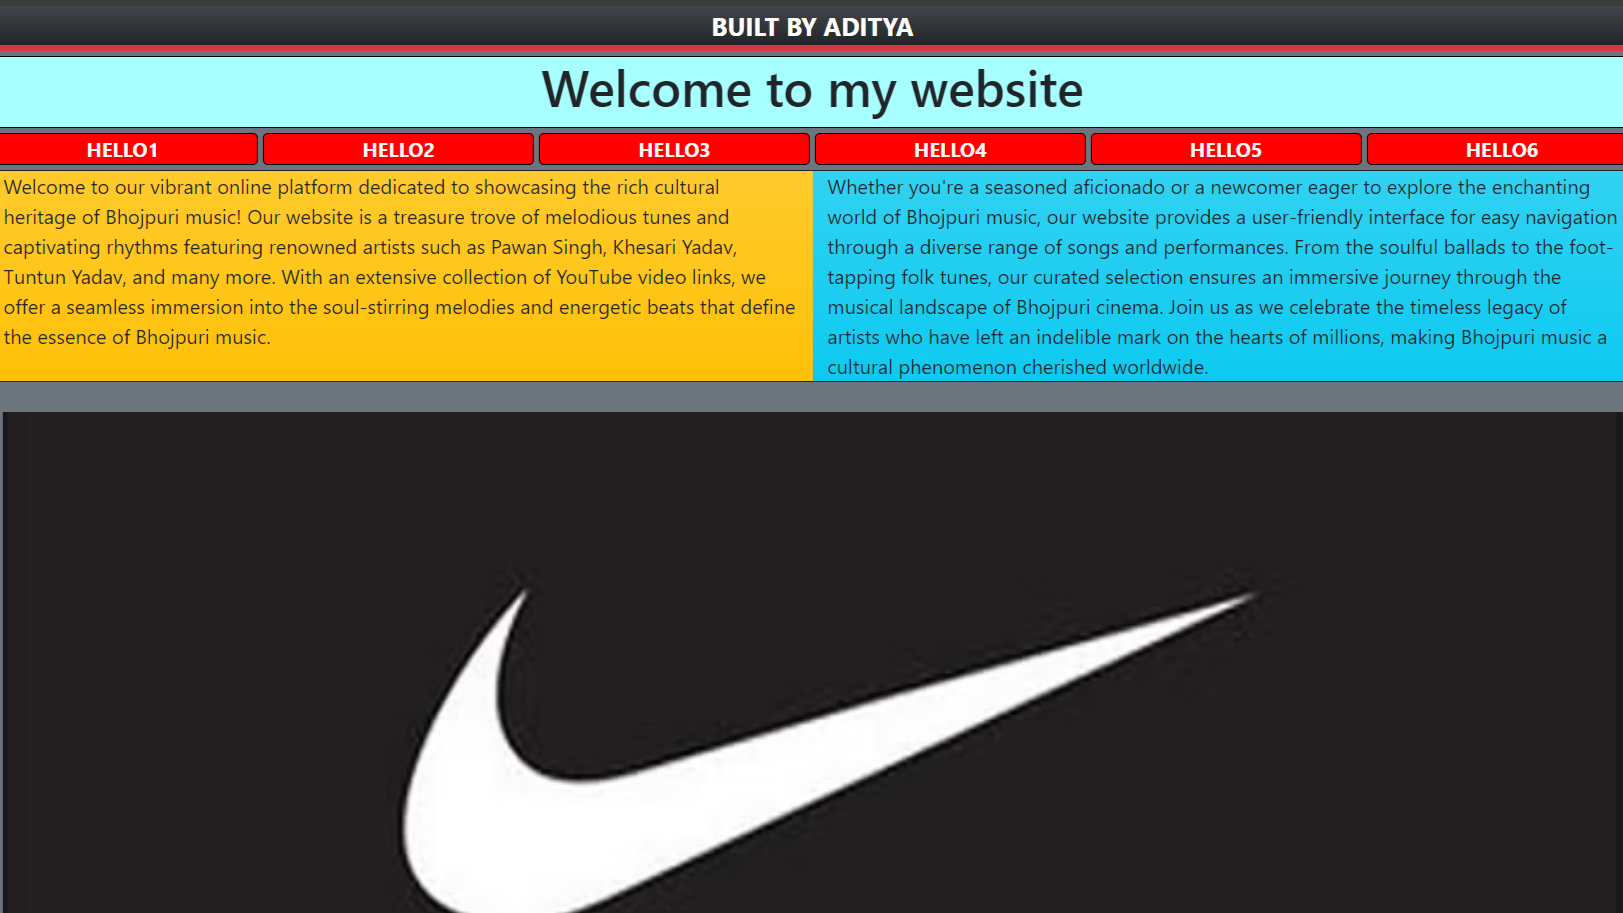 BUILT BY ADITYA
Welcome to my website
HELLO1 HELLO2 HELLO3 HELLO4 HELLO5 HELLO6
Welcome to our vibrant online platform dedicated to showcasing the rich cultural
heritage of Bhojpuri music! Our website is a treasure trove of melodious tunes and
captivating rhythms featuring renowned artists such as Pawan Singh, Khesari Yadav,
Tuntun Yadav, and many more. With an extensive collection of YouTube video links, we
offer a seamless immersion into the soul-stirring melodies and energetic beats that define
the essence of Bhojpuri music.
Whether you're a seasoned aficionado or a newcomer eager to explore the enchanting
world of Bhojpuri music, our website provides a user-friendly interface for easy navigation
through a diverse range of songs and performances. From the soulful ballads to the foot-
tapping folk tunes, our curated selection ensures an immersive journey through the
musical landscape of Bhojpuri cinema. Join us as we celebrate the timeless legacy of
artists who have left an indelible mark on the hearts of millions, making Bhojpuri music a
cultural phenomenon cherished worldwide.